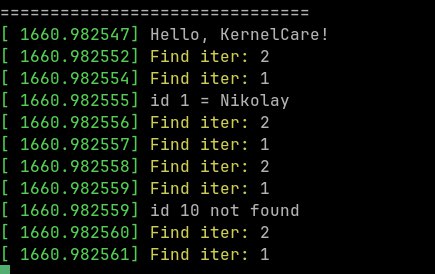 ================================
[ 1660.982547] Hello, KernelCare!
[ 1660.982552] Find iter: 2
[ 1660.982554] Find iter: 1
[ 1660.982555] id 1 = Nikolay
[ 1660.982556] Find iter: 2
[ 1660.982557] Find iter: 1
[ 1660.982558] Find iter: 2
[ 1660.982559] Find iter: 1
[ 1660.982559] id 10 not found
[ 1660.982560] Find iter: 2
[ 1660.982561] Find iter: 1